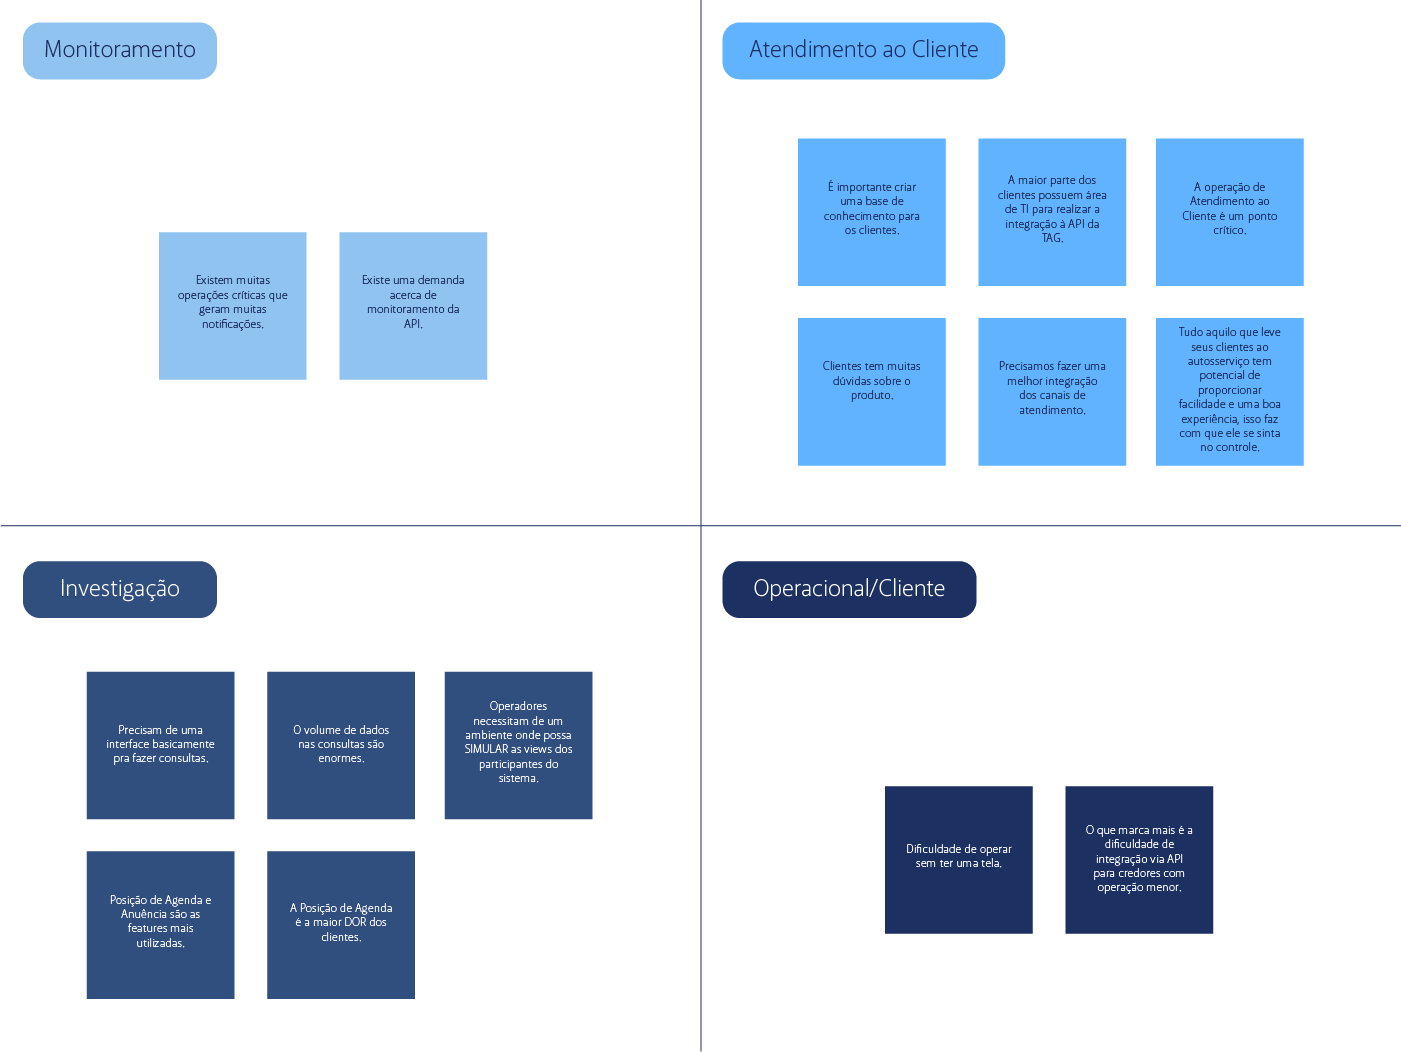 Monitoramento
Existem muitas
operações críticas que
geram muitas
notificações.
Existe uma demanda
acerca de
monitoramento da
API.
Atendimento ao Cliente
É importante criar
uma base de
conhecimento para
os clientes.
A maior parte dos
clientes possuem área
de TI para realizar a
integração à API da
TAG.
A operação de
Atendimento ao
Cliente é um ponto
crítico.
Clientes tem muitas
dúvidas sobre o
produto.
Precisamos fazer uma
melhor integração
dos canais de
atendimento.
Tudo aquilo que leve
seus clientes ao
autosserviço tem
potencial de
proporcionar
facilidade e uma boa
experiência, isso faz
com que ele se sinta
no controle.
Investigação
Precisam de uma
interface basicamente
pra fazer consultas.
O volume de dados
nas consultas são
enormes.
Operadores
necessitam de um
ambiente onde possa
SIMULAR as views dos
participantes do
sistema.
Posição de Agenda e
Anuência são as
features mais
utilizadas.
A Posição de Agenda
é a maior DOR dos
clientes.
Operacional/Cliente
Dificuldade de operar
sem ter uma tela.
O que marca mais é a
dificuldade de
integração via API
para credores com
operação menor.